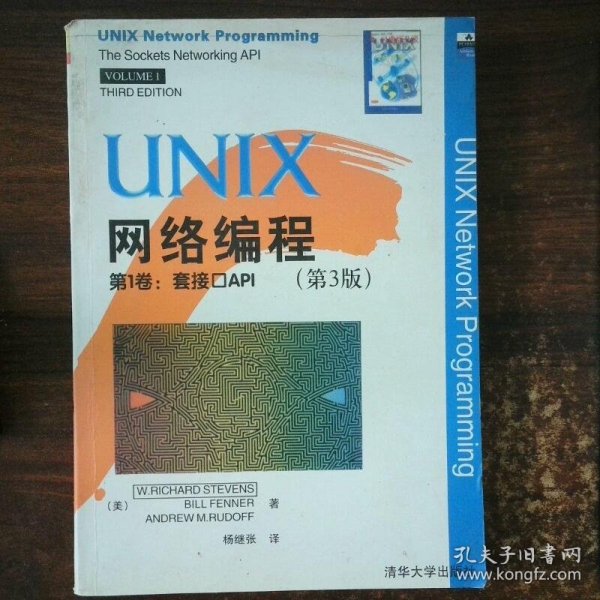 UNIX Network Programming
The Sockets Networking API
VOLUME 1
THIRD EDITION
UNIX
UNIX
网络编程
第1卷：套接口API （第3版）
UNIX Network Programming
W.RICHARD STEVENS
（美） BILL FENNER 著
ANDREW M.RUDOFF
杨继张 译
清华大学出版社
孔夫子旧书网
www.kongfz.com